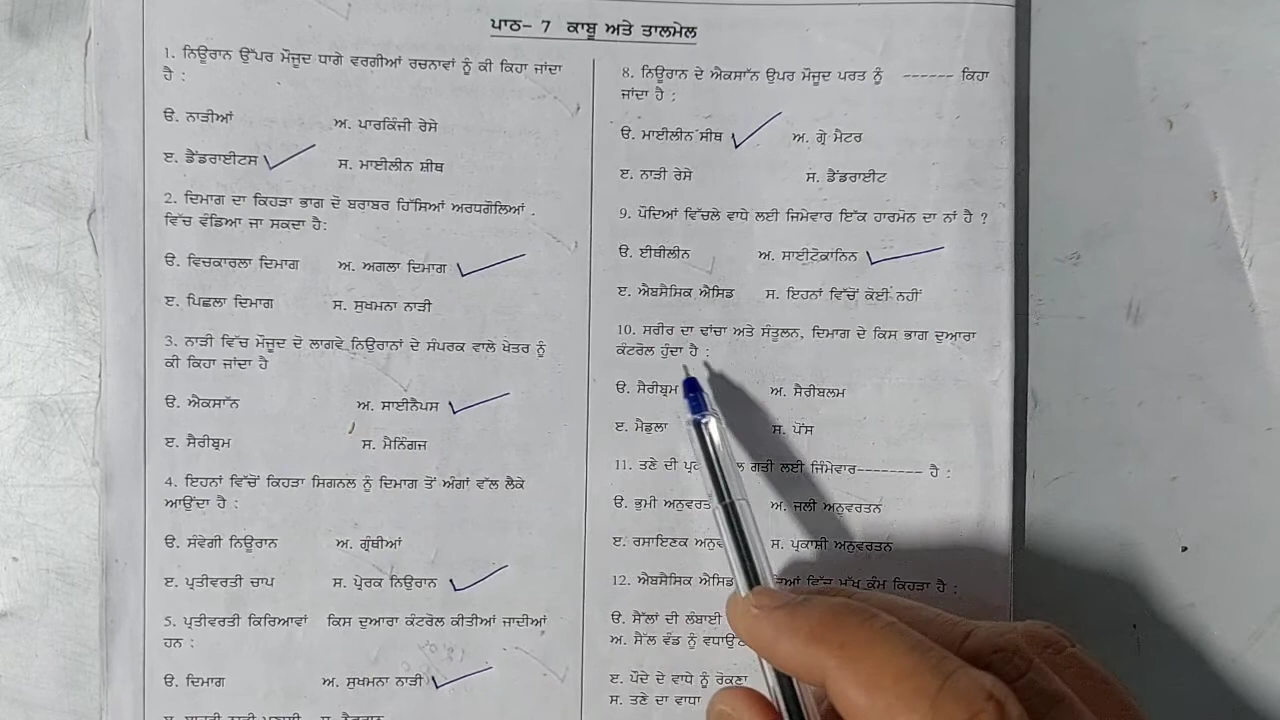 ਪਾਠ- 7 ਕਾਬੂ ਅਤੇ ਤਾਲਮੇਲ
1. ਨਿਊਰਾਨ ਉੱਪਰ ਮੌਜੂਦ ਧਾਗੇ ਵਰਗੀਆਂ ਰਚਨਾਵਾਂ ਨੂੰ ਕੀ ਕਿਹਾ ਜਾਂਦਾ
ਹੈ :
ੳ. ਨਾੜੀਆਂ ਅ. ਪਾਰਕਿੰਜੀ ਰੇਸੇ
ੲ. ਡੈਂਡਰਾਈਟਸ ਸ. ਮਾਈਲੀਨ ਸ਼ੀਥ
2. ਦਿਮਾਗ ਦਾ ਕਿਹੜਾ ਭਾਗ ਦੋ ਬਰਾਬਰ ਹਿੱਸਿਆਂ ਅਰਧਗੋਲਿਆਂ .
ਵਿੱਚ ਵੰਡਿਆ ਜਾ ਸਕਦਾ ਹੈ:
ੳ. ਵਿਚਕਾਰਲਾ ਦਿਮਾਗ ਅ. ਅਗਲਾ ਦਿਮਾਗ
ੲ. ਪਿਛਲਾ ਦਿਮਾਗ ਸ. ਸੁਖਮਨਾ ਨਾੜੀ
3. ਨਾੜੀ ਵਿੱਚ ਮੌਜੂਦ ਦੋ ਲਾਗਵੇ ਨਿਊਰਾਨਾਂ ਦੇ ਸੰਪਰਕ ਵਾਲੇ ਖੇਤਰ ਨੂੰ
ਕੀ ਕਿਹਾ ਜਾਂਦਾ ਹੈ
ੳ. ਐਕਸਾੱਨ ਅ. ਸਾਈਨੈਪਸ
ੲ. ਸੈਰੀਬ੍ਰਮ ਸ. ਮੈਨਿੰਗਜ
4. ਇਹਨਾਂ ਵਿੱਚੋਂ ਕਿਹੜਾ ਸਿਗਨਲ ਨੂੰ ਦਿਮਾਗ ਤੋਂ ਅੰਗਾਂ ਵੱਲ ਲੈਕੇ
ਆਉਂਦਾ ਹੈ :
ੳ. ਸੰਵੇਗੀ ਨਿਊਰਾਨ ਅ. ਗ੍ਰੰਥੀਆਂ
ੲ. ਪ੍ਰਤੀਵਰਤੀ ਚਾਪ ਸ. ਪ੍ਰੇਰਕ ਨਿਊਰਾਨ
5. ਪ੍ਰਤੀਵਰਤੀ ਕਿਰਿਆਵਾਂ ਕਿਸ ਦੁਆਰਾ ਕੰਟਰੋਲ ਕੀਤੀਆਂ ਜਾਦੀਆਂ
ਹਨ :
ੳ. ਦਿਮਾਗ ਅ. ਸੁਖਮਨਾ ਨਾੜੀ
8. ਨਿਊਰਾਨ ਦੇ ਐਕਸਾੱਨ ਉਪਰ ਮੌਜੂਦ ਪਰਤ ਨੂੰ ------ ਕਿਹਾ
ਜਾਂਦਾ ਹੈ :
ੳ. ਮਾਈਲੀਨ ਸੀਥ ਅ. ਗ੍ਰੇ ਮੈਟਰ
ੲ. ਨਾੜੀ ਰੇਸੇ ਸ. ਡੈਂਡਰਾਈਟ
9. ਪੌਦਿਆਂ ਵਿੱਚਲੇ ਵਾਧੇ ਲਈ ਜਿਮੇਵਾਰ ਇੱਕ ਹਾਰਮੋਨ ਦਾ ਨਾਂ ਹੈ ?
ੳ. ਈਥੀਲੀਨ ਅ. ਸਾਈਟੋਕਾਨਿਨ
ੲ. ਐਬਸੈਸਿਕ ਐਸਿਡ ਸ. ਇਹਨਾਂ ਵਿੱਚੋਂ ਕੋਈ ਨਹੀਂ
10. ਸਰੀਰ ਦਾ ਢਾਂਚਾ ਅਤੇ ਸੰਤੂਲਨ, ਦਿਮਾਗ ਦੇ ਕਿਸ ਭਾਗ ਦੁਆਰਾ
ਕੰਟਰੋਲ ਹੁੰਦਾ ਹੈ :
ੳ. ਸੈਰੀਬ੍ਰਮ ਅ. ਸੈਰੀਬਲਮ
ੲ. ਮੈਡੁਲਾ ਸ. ਪੋਂਸ
11. ਤਣੇ ਦੀ ਗਤੀ ਲਈ ਜਿੰਮੇਵਾਰ-------- ਹੈ :
ੳ. ਭੂਮੀ ਅ. ਜਲੀ ਅਨੁਵਰਤਨ
ੲ. ਰਸਾਇਣਕ ਸ. ਪ੍ਰਕਾਸ਼ੀ ਅਨੁਵਰਤਨ
12. ਐਬਸੈਸਿਕ ਐਸਿਡ ਵਿੱਚ ਮੁੱਖ ਕੰਮ ਕਿਹੜਾ ਹੈ :
ੳ. ਸੈੱਲਾਂ ਦੀ ਲੰਬਾਈ
ਅ. ਸੈੱਲ ਵੰਡ ਨੂੰ
ੲ. ਪੌਦੇ ਦੇ ਵਾਧੇ ਨੂੰ ਰੋਕਣਾ
ਸ. ਤਣੇ ਦਾ ਵਾਧਾ